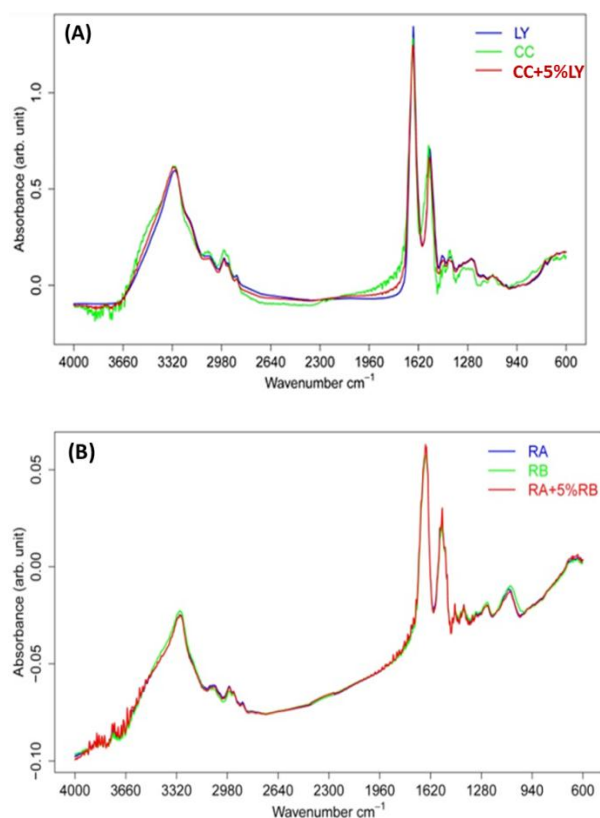 (A)
LY
CC
CC+5%LY
Absorbance (arb. unit)
1.0
0.5
0.0
4000 3660 3320 2980 2640 2300 1960 1620 1280 940 600
Wavenumber cm⁻¹
(B)
RA
RB
RA+5%RB
Absorbance (arb. unit)
0.05
0.00
−0.05
−0.10
4000 3660 3320 2980 2640 2300 1960 1620 1280 940 600
Wavenumber cm⁻¹